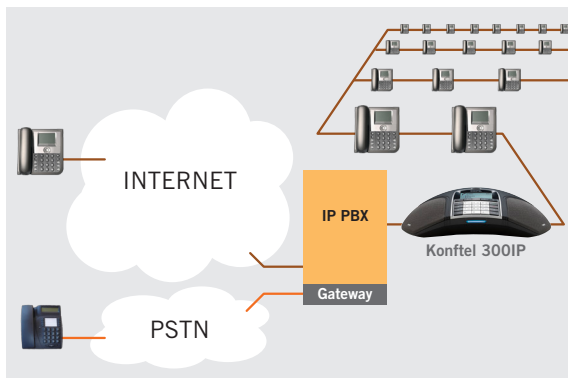 INTERNET
IP PBX
Konftel 300IP
Gateway
PSTN